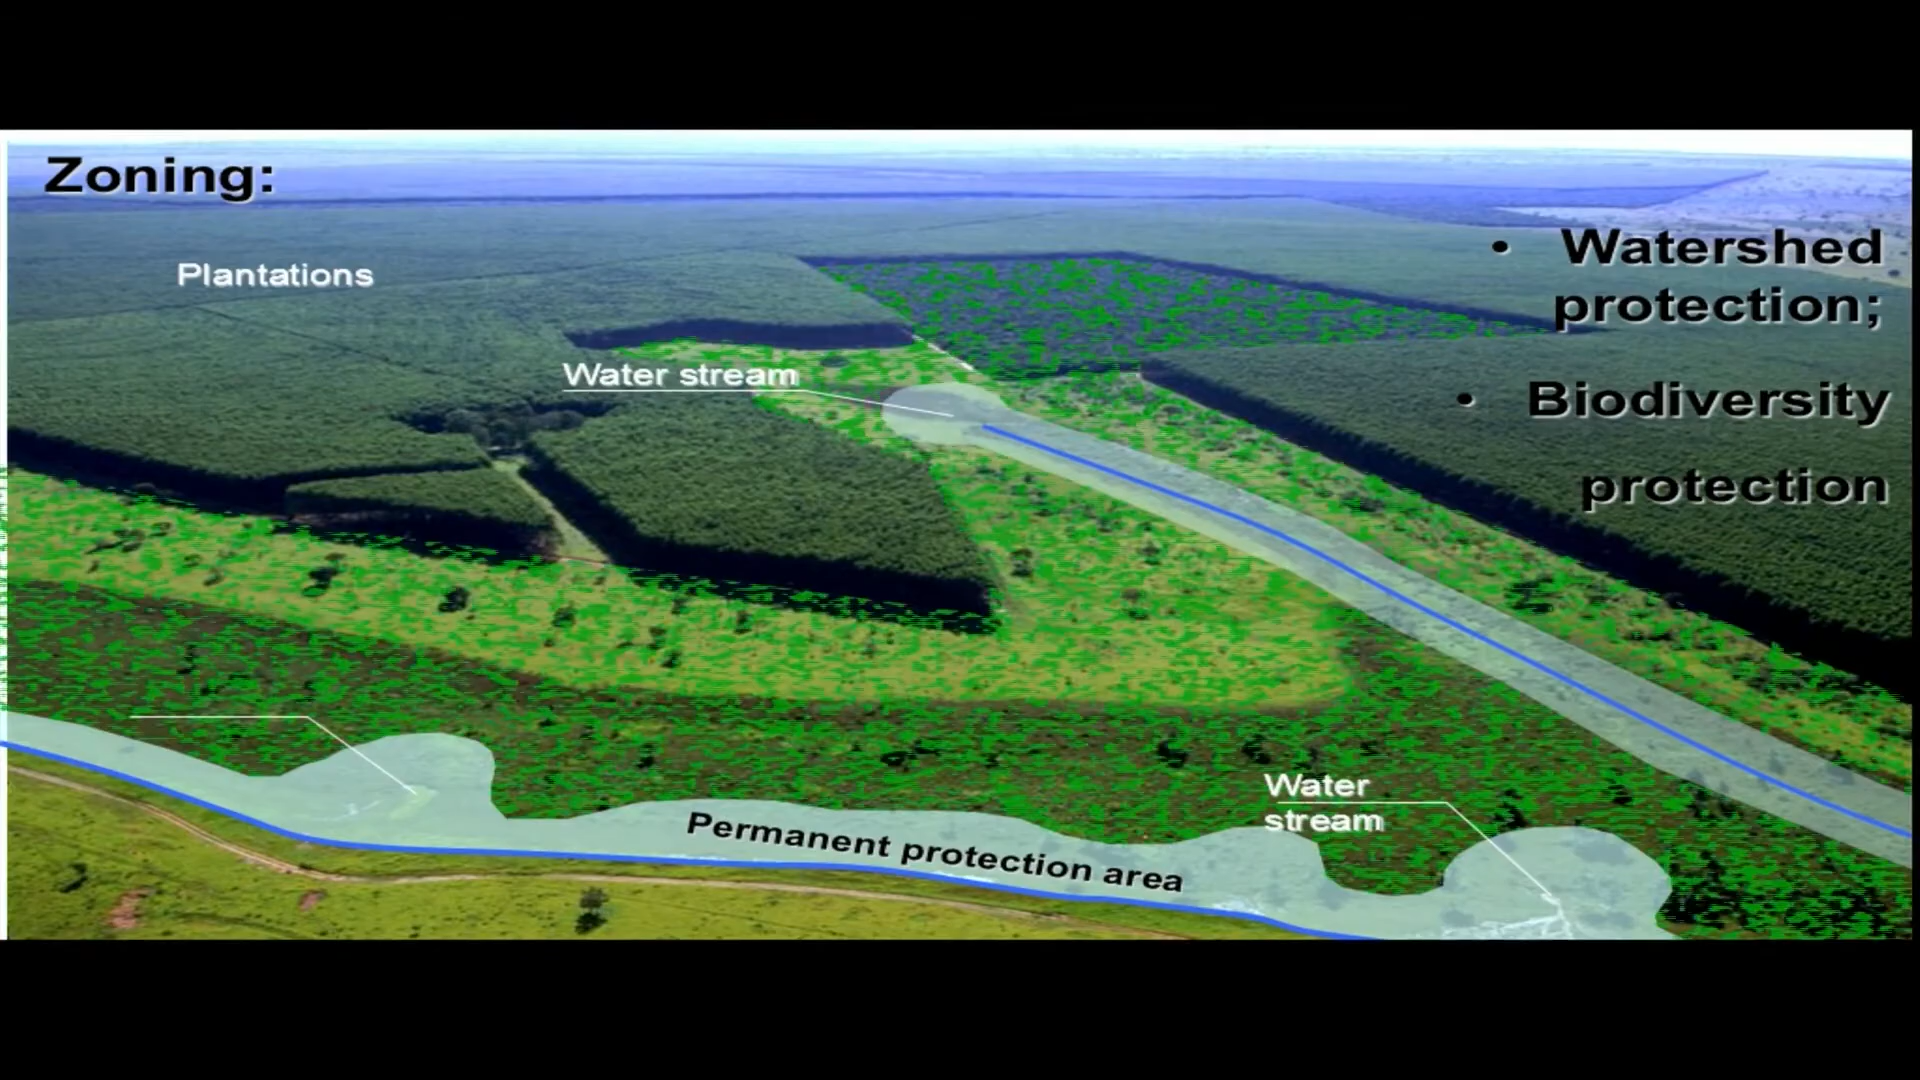 Zoning:
Plantations
• Watershed
protection;
Water stream
• Biodiversity
protection
Water
stream
Permanent protection area